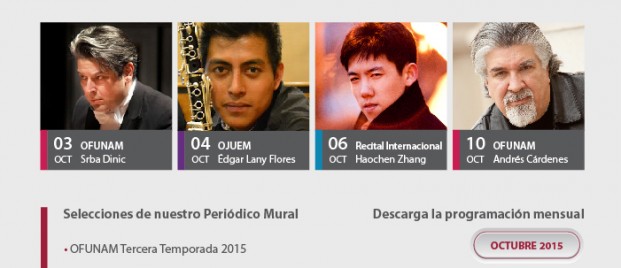 03 OFUNAM
OCT Srba Dinic
04 OJUEM
OCT Édgar Lany Flores
06 Recital Internacional
OCT Haochen Zhang
10 OFUNAM
OCT Andrés Cárdenes
Selecciones de nuestro Periódico Mural
Descarga la programación mensual
• OFUNAM Tercera Temporada 2015
OCTUBRE 2015